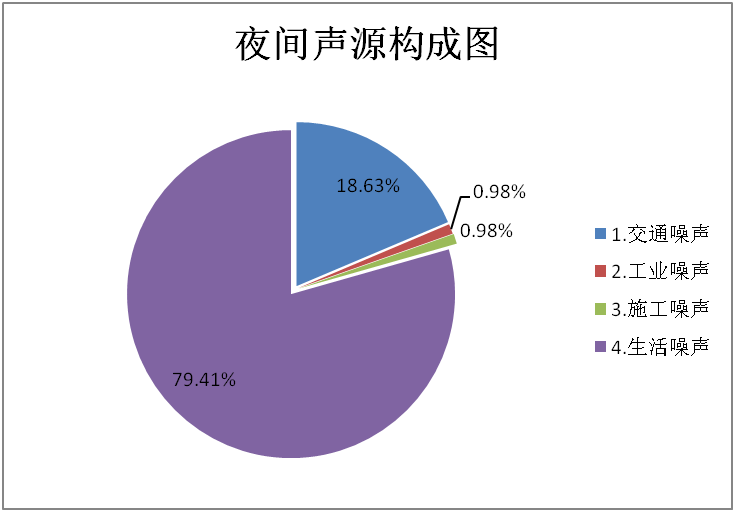 夜间声源构成图
18.63%
0.98%
0.98%
79.41%
1.交通噪声
2.工业噪声
3.施工噪声
4.生活噪声